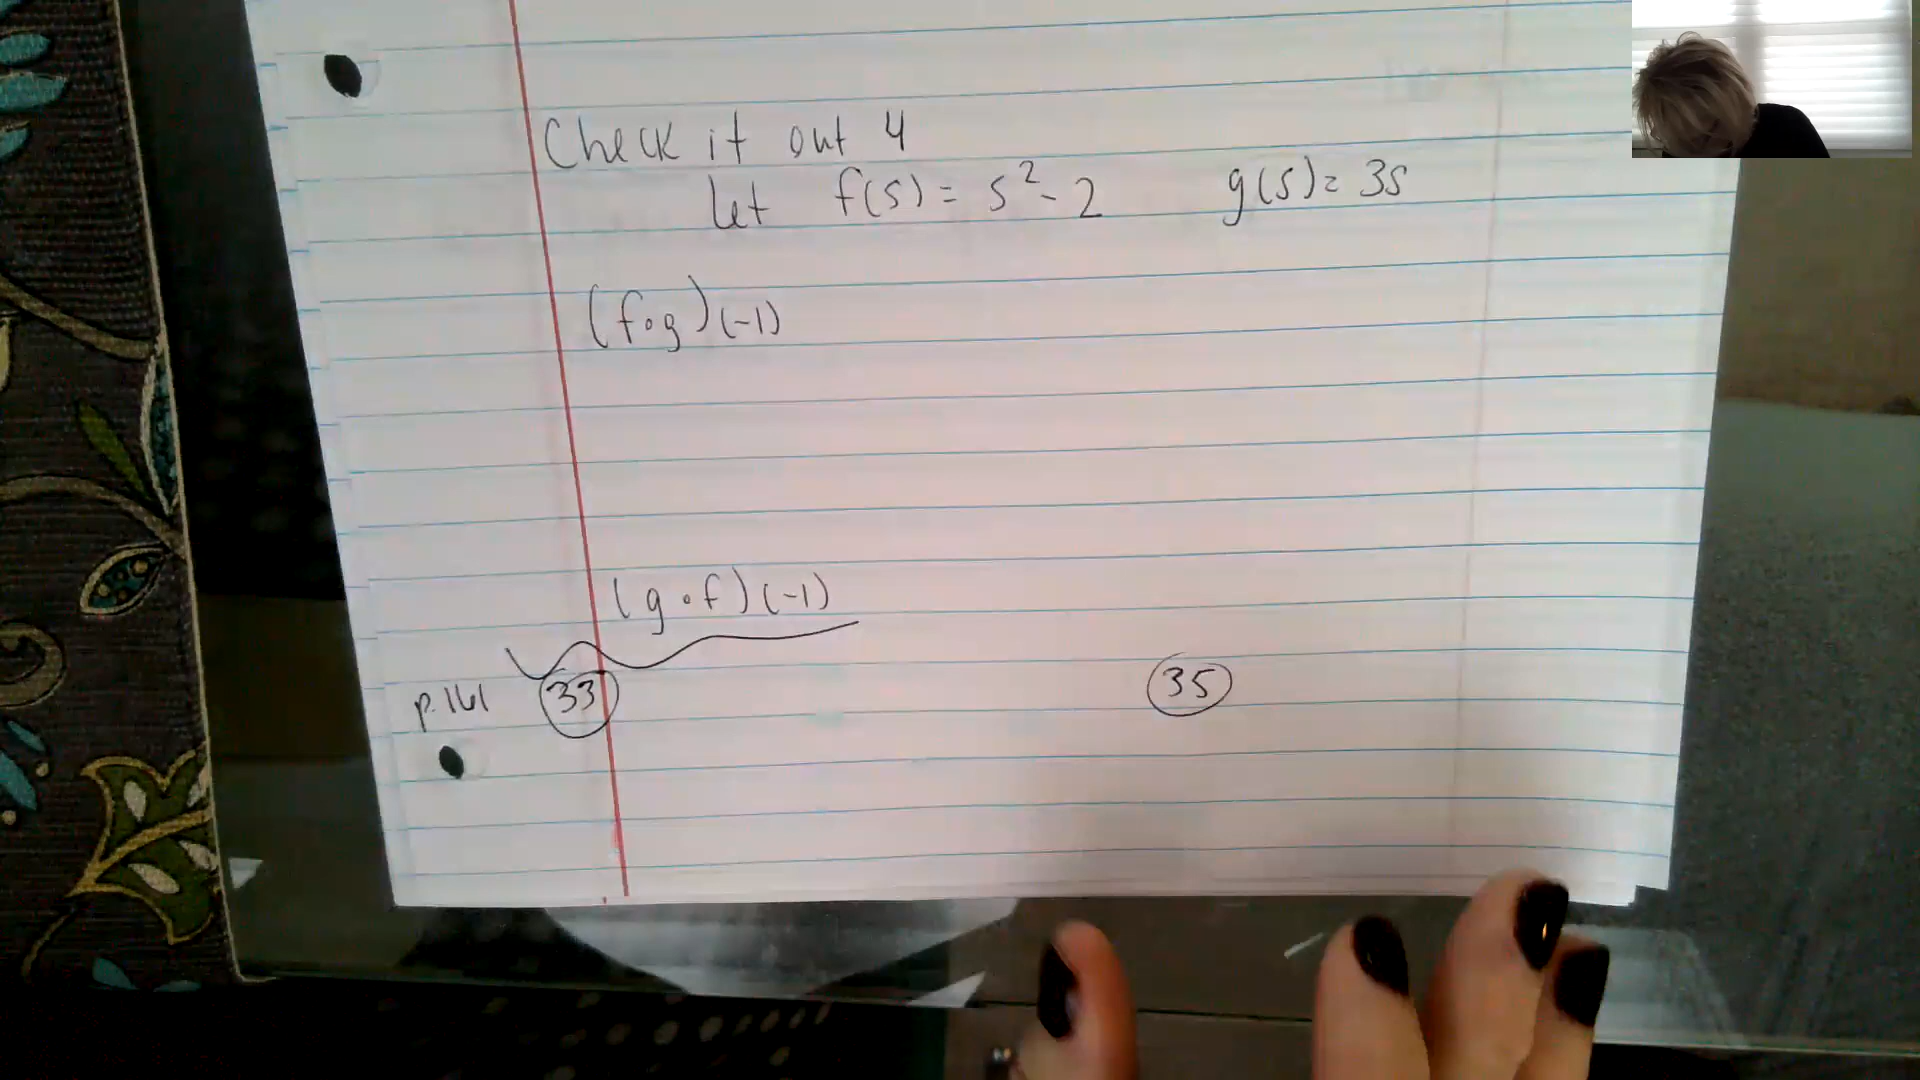 Check it out 4
let f(s) = s² - 2 g(s) = 3s
(f∘g)(-1)
(g∘f)(-1)
p.161 33 35